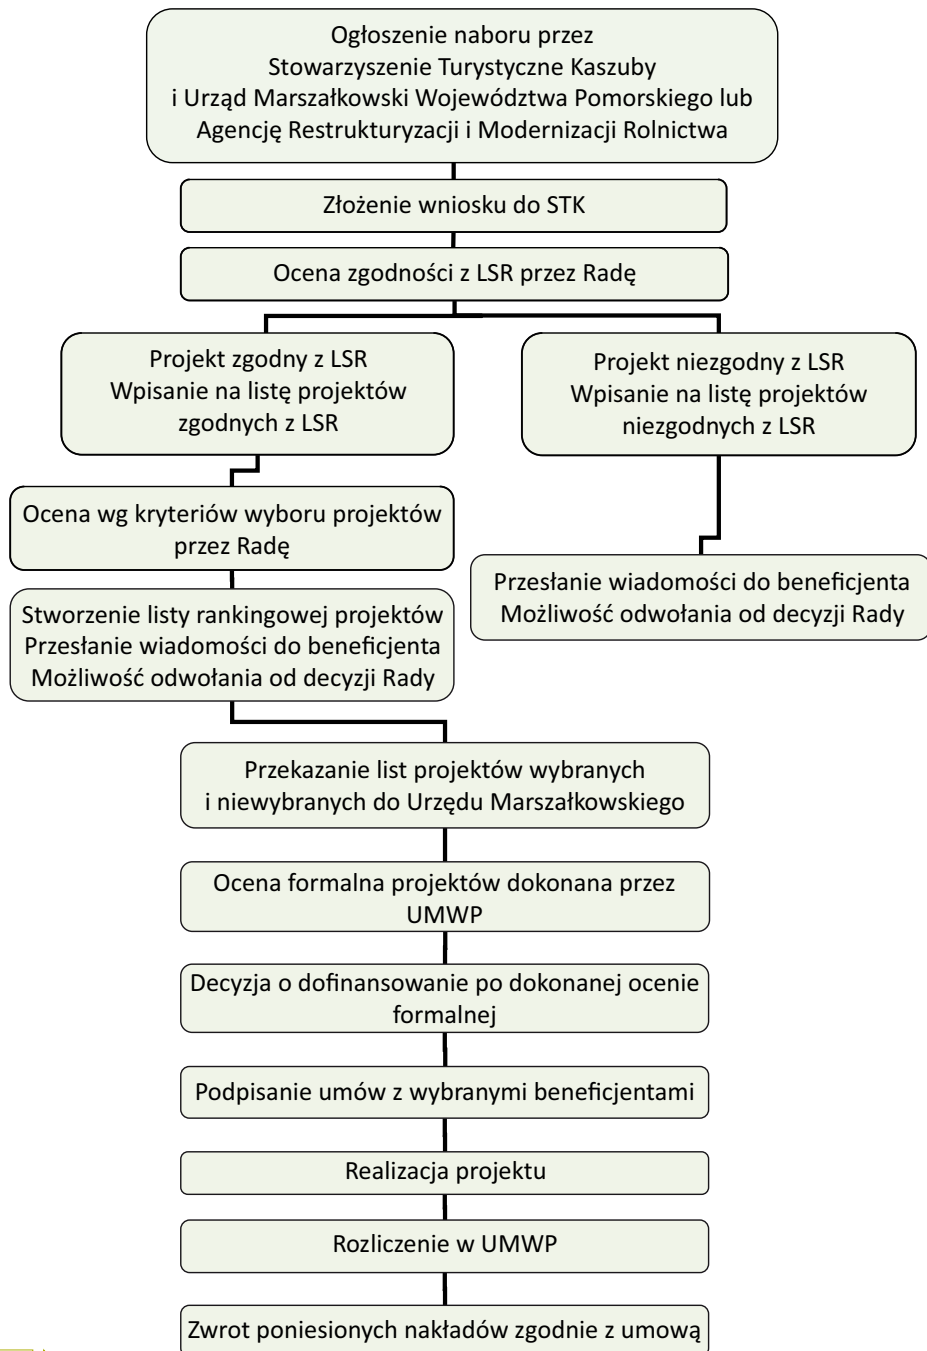 Ogłoszenie naboru przez
Stowarzyszenie Turystyczne Kaszuby
i Urząd Marszałkowski Województwa Pomorskiego lub
Agencję Restrukturyzacji i Modernizacji Rolnictwa
Złożenie wniosku do STK
Ocena zgodności z LSR przez Radę
Projekt zgodny z LSR
Wpisanie na listę projektów
zgodnych z LSR
Projekt niezgodny z LSR
Wpisanie na listę projektów
niezgodnych z LSR
Ocena wg kryteriów wyboru projektów
przez Radę
Przesłanie wiadomości do beneficjenta
Możliwość odwołania od decyzji Rady
Stworzenie listy rankingowej projektów
Przesłanie wiadomości do beneficjenta
Możliwość odwołania od decyzji Rady
Przekazanie list projektów wybranych
i niewybranych do Urzędu Marszałkowskiego
Ocena formalna projektów dokonana przez
UMWP
Decyzja o dofinansowanie po dokonanej ocenie
formalnej
Podpisanie umów z wybranymi beneficjentami
Realizacja projektu
Rozliczenie w UMWP
Zwrot poniesionych nakładów zgodnie z umową